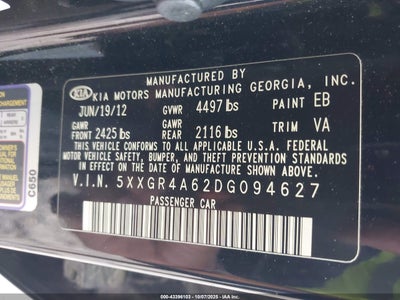 MANUFACTURED BY
KIA KIA MOTORS MANUFACTURING GEORGIA, INC.
JUN/19/12 GVWR 4497 lbs PAINT EB
GAWR FRONT 2425 lbs GAWR REAR 2116 lbs TRIM VA
THIS VEHICLE CONFORMS TO ALL APPLICABLE U.S.A. FEDERAL
MOTOR VEHICLE SAFETY, BUMPER, AND THEFT PREVENTION STANDARDS
IN EFFECT ON THE DATE OF MANUFACTURE SHOWN ABOVE.
V.I.N. 5XXGR4A62DG094627
PASSENGER CAR
C650
000-43396103 - 10/07/2025 - IAAI.COM